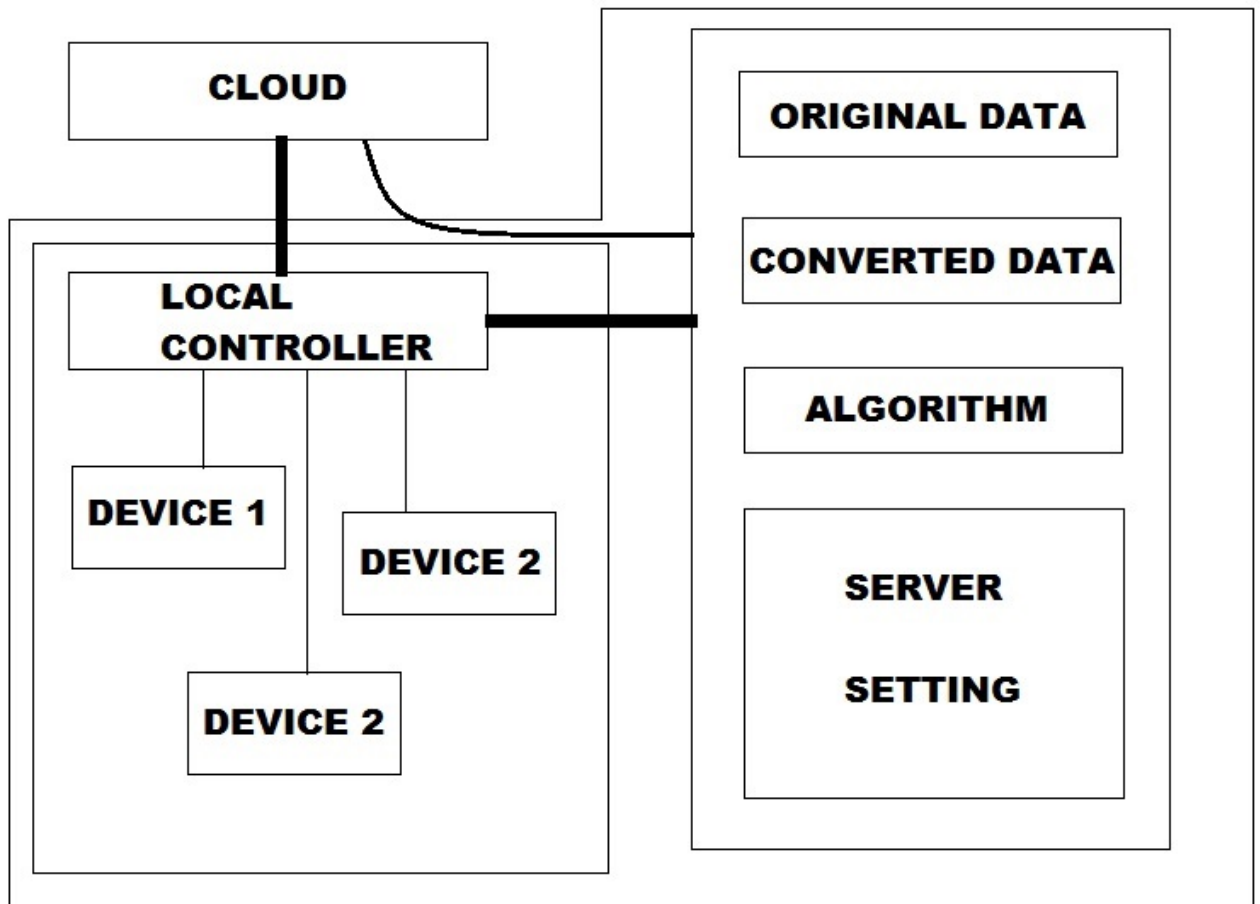 CLOUD
LOCAL
CONTROLLER
DEVICE 1
DEVICE 2
DEVICE 2
ORIGINAL DATA
CONVERTED DATA
ALGORITHM
SERVER
SETTING